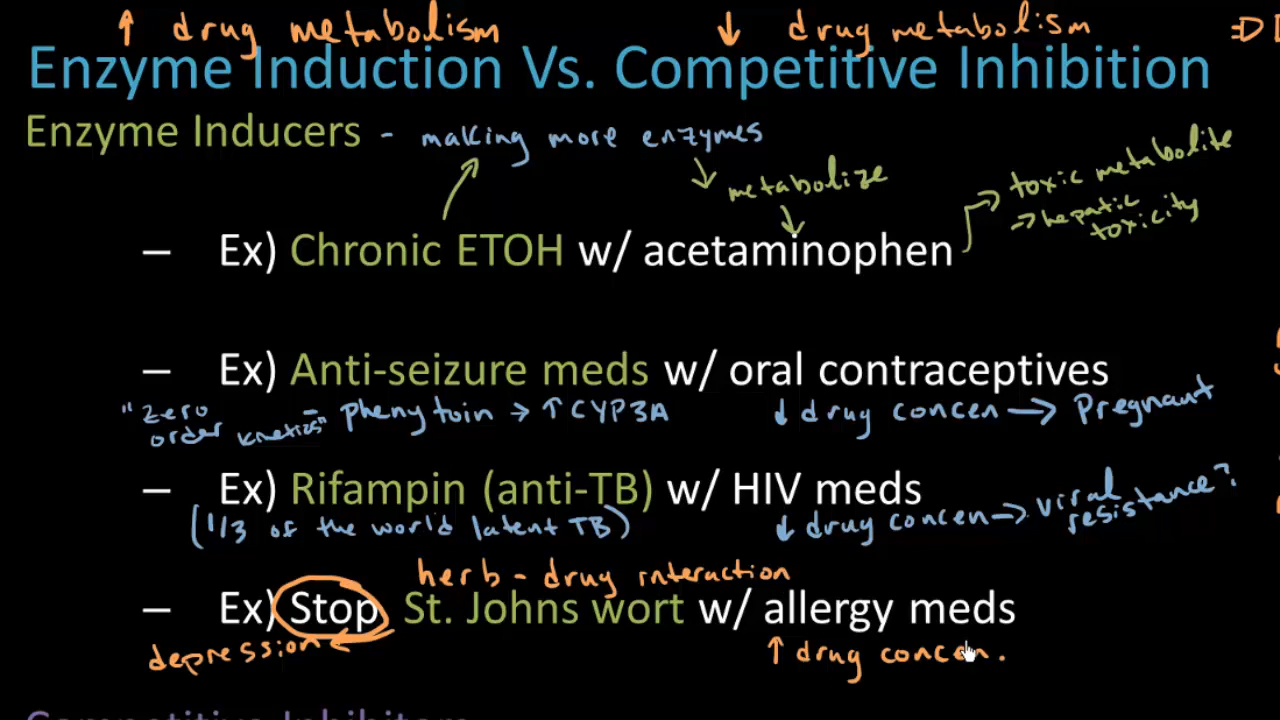 ↑ drug metabolism ↓ drug metabolism
Enzyme Induction Vs. Competitive Inhibition
Enzyme Inducers - making more enzymes
metabolize
toxic metabolite
→ hepatic
toxicity
– Ex) Chronic ETOH w/ acetaminophen
– Ex) Anti-seizure meds w/ oral contraceptives
"zero order kinetics" - phenytoin → ↑ CYP3A ↓ drug concen → Pregnant
– Ex) Rifampin (anti-TB) w/ HIV meds
(1/3 of the world latent TB) ↓ drug concen → viral resistance?
herb - drug interaction
– Ex) Stop St. Johns wort w/ allergy meds
depression ↑ drug concen.
Competitive Inhibitors